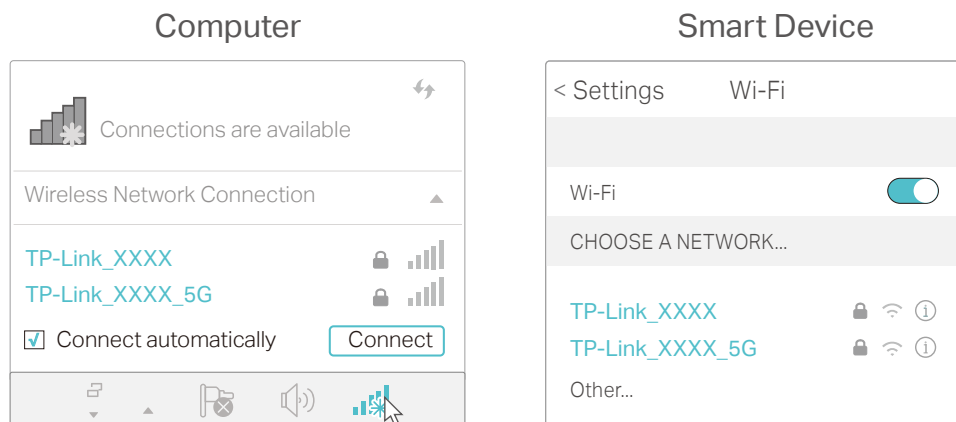 Computer
Connections are available
Wireless Network Connection
TP-Link_XXXX
TP-Link_XXXX_5G
Connect automatically
Connect
Smart Device
< Settings Wi-Fi
Wi-Fi
CHOOSE A NETWORK...
TP-Link_XXXX
TP-Link_XXXX_5G
Other...